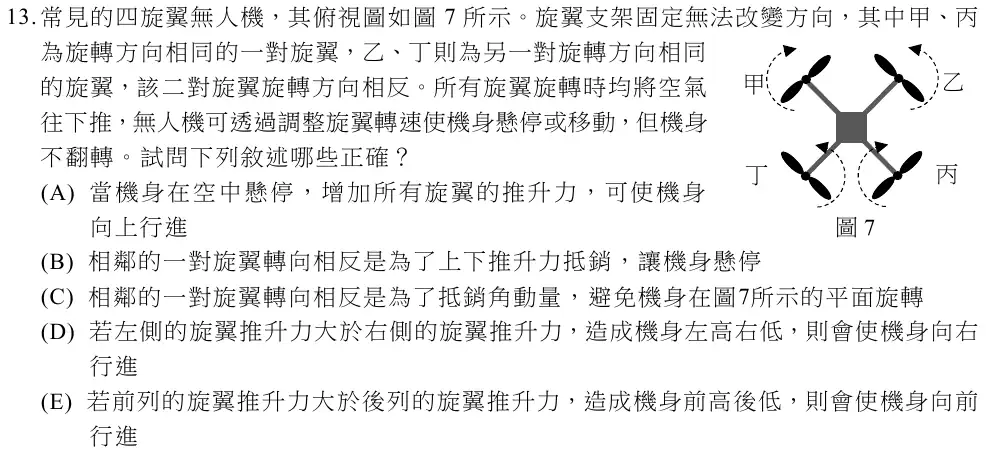 13.常見的四旋翼無人機，其俯視圖如圖 7 所示。旋翼支架固定無法改變方向，其中甲、丙
為旋轉方向相同的一對旋翼，乙、丁則為另一對旋轉方向相同
的旋翼，該二對旋翼旋轉方向相反。所有旋翼旋轉時均將空氣
往下推，無人機可透過調整旋翼轉速使機身懸停或移動，但機身
不翻轉。試問下列敘述哪些正確？
(A) 當機身在空中懸停，增加所有旋翼的推升力，可使機身
向上行進
甲
乙
丁
丙
圖 7
(B) 相鄰的一對旋翼轉向相反是為了上下推升力抵銷，讓機身懸停
(C) 相鄰的一對旋翼轉向相反是為了抵銷角動量，避免機身在圖7所示的平面旋轉
(D) 若左側的旋翼推升力大於右側的旋翼推升力，造成機身左高右低，則會使機身向右
行進
(E) 若前列的旋翼推升力大於後列的旋翼推升力，造成機身前高後低，則會使機身向前
行進